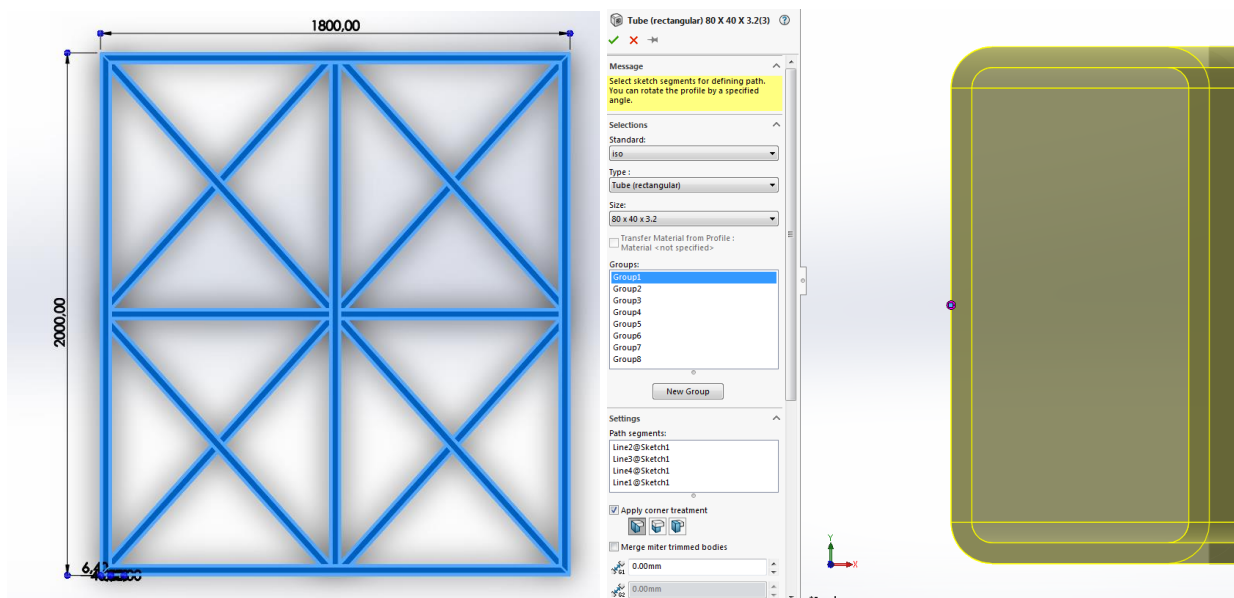 1800,00
2000,00
Tube (rectangular) 80 X 40 X 3.2(3)
Message
Select sketch segments for defining path.
You can rotate the profile by a specified
angle.
Selections
Standard:
iso
Type :
Tube (rectangular)
Size:
80 x 40 x 3.2
Transfer Material from Profile :
Material <not specified>
Groups:
Group1
Group2
Group3
Group4
Group5
Group6
Group7
Group8
New Group
Settings
Path segments:
Line2@Sketch1
Line3@Sketch1
Line4@Sketch1
Line1@Sketch1
Apply corner treatment
Merge miter trimmed bodies
G1
0.00mm
G2
0.00mm
Y
X